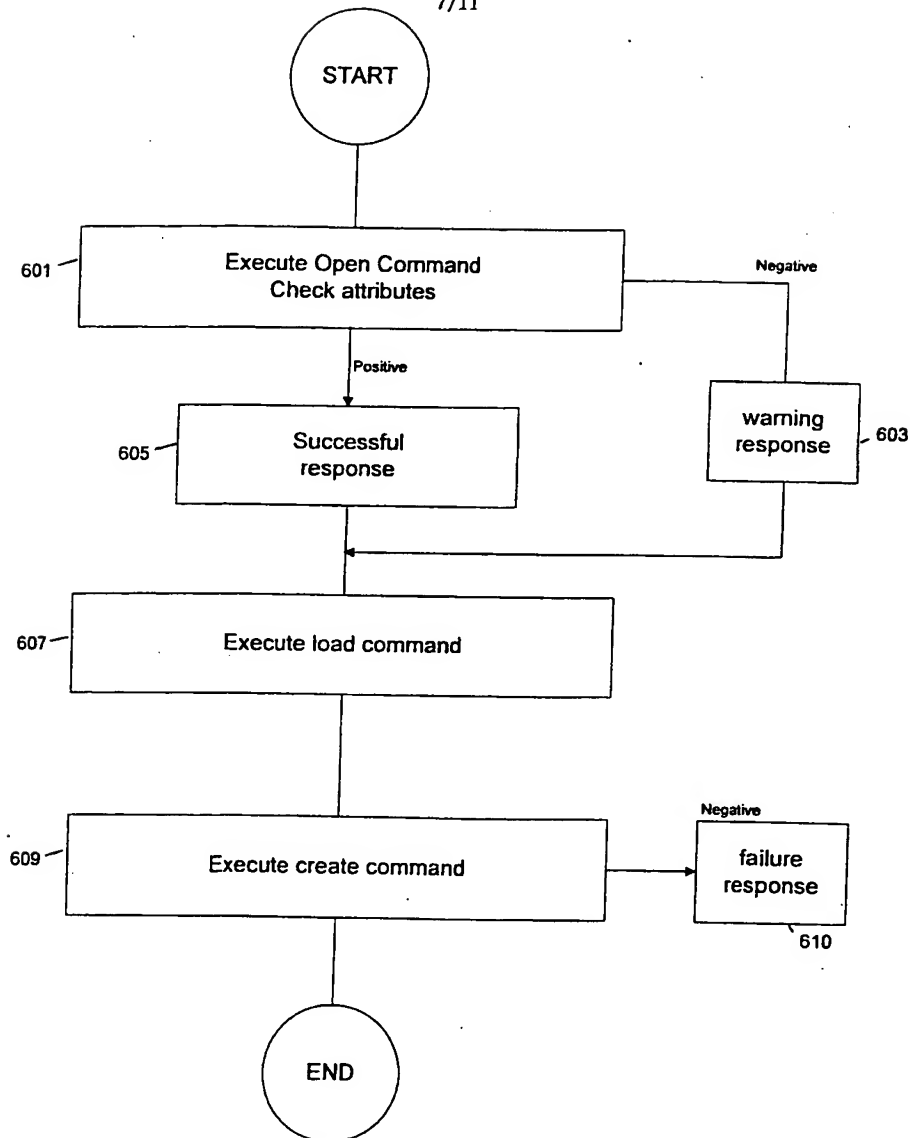 7/11
START
601
Execute Open Command
Check attributes
Negative
Positive
605
Successful
response
warning
response
603
607
Execute load command
609
Execute create command
Negative
failure
response
610
END